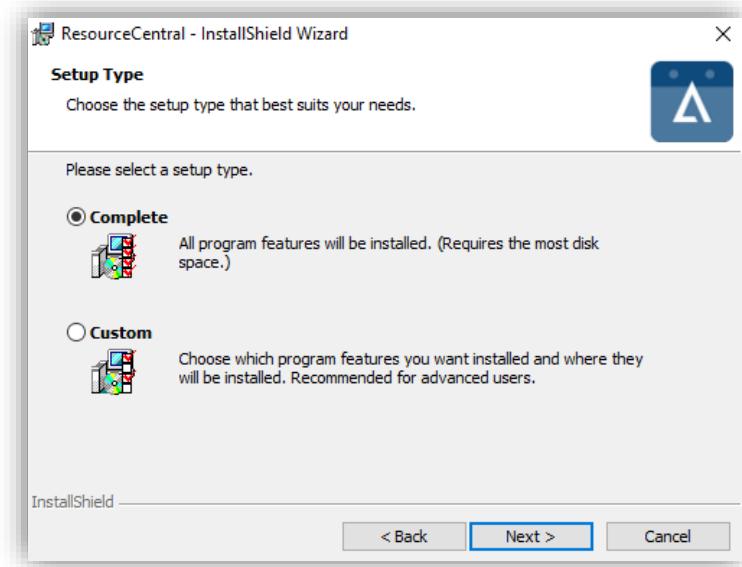 ResourceCentral - InstallShield Wizard
Setup Type
Choose the setup type that best suits your needs.
Please select a setup type.
Complete
All program features will be installed. (Requires the most disk
space.)
Custom
Choose which program features you want installed and where they
will be installed. Recommended for advanced users.
InstallShield
< Back
Next >
Cancel